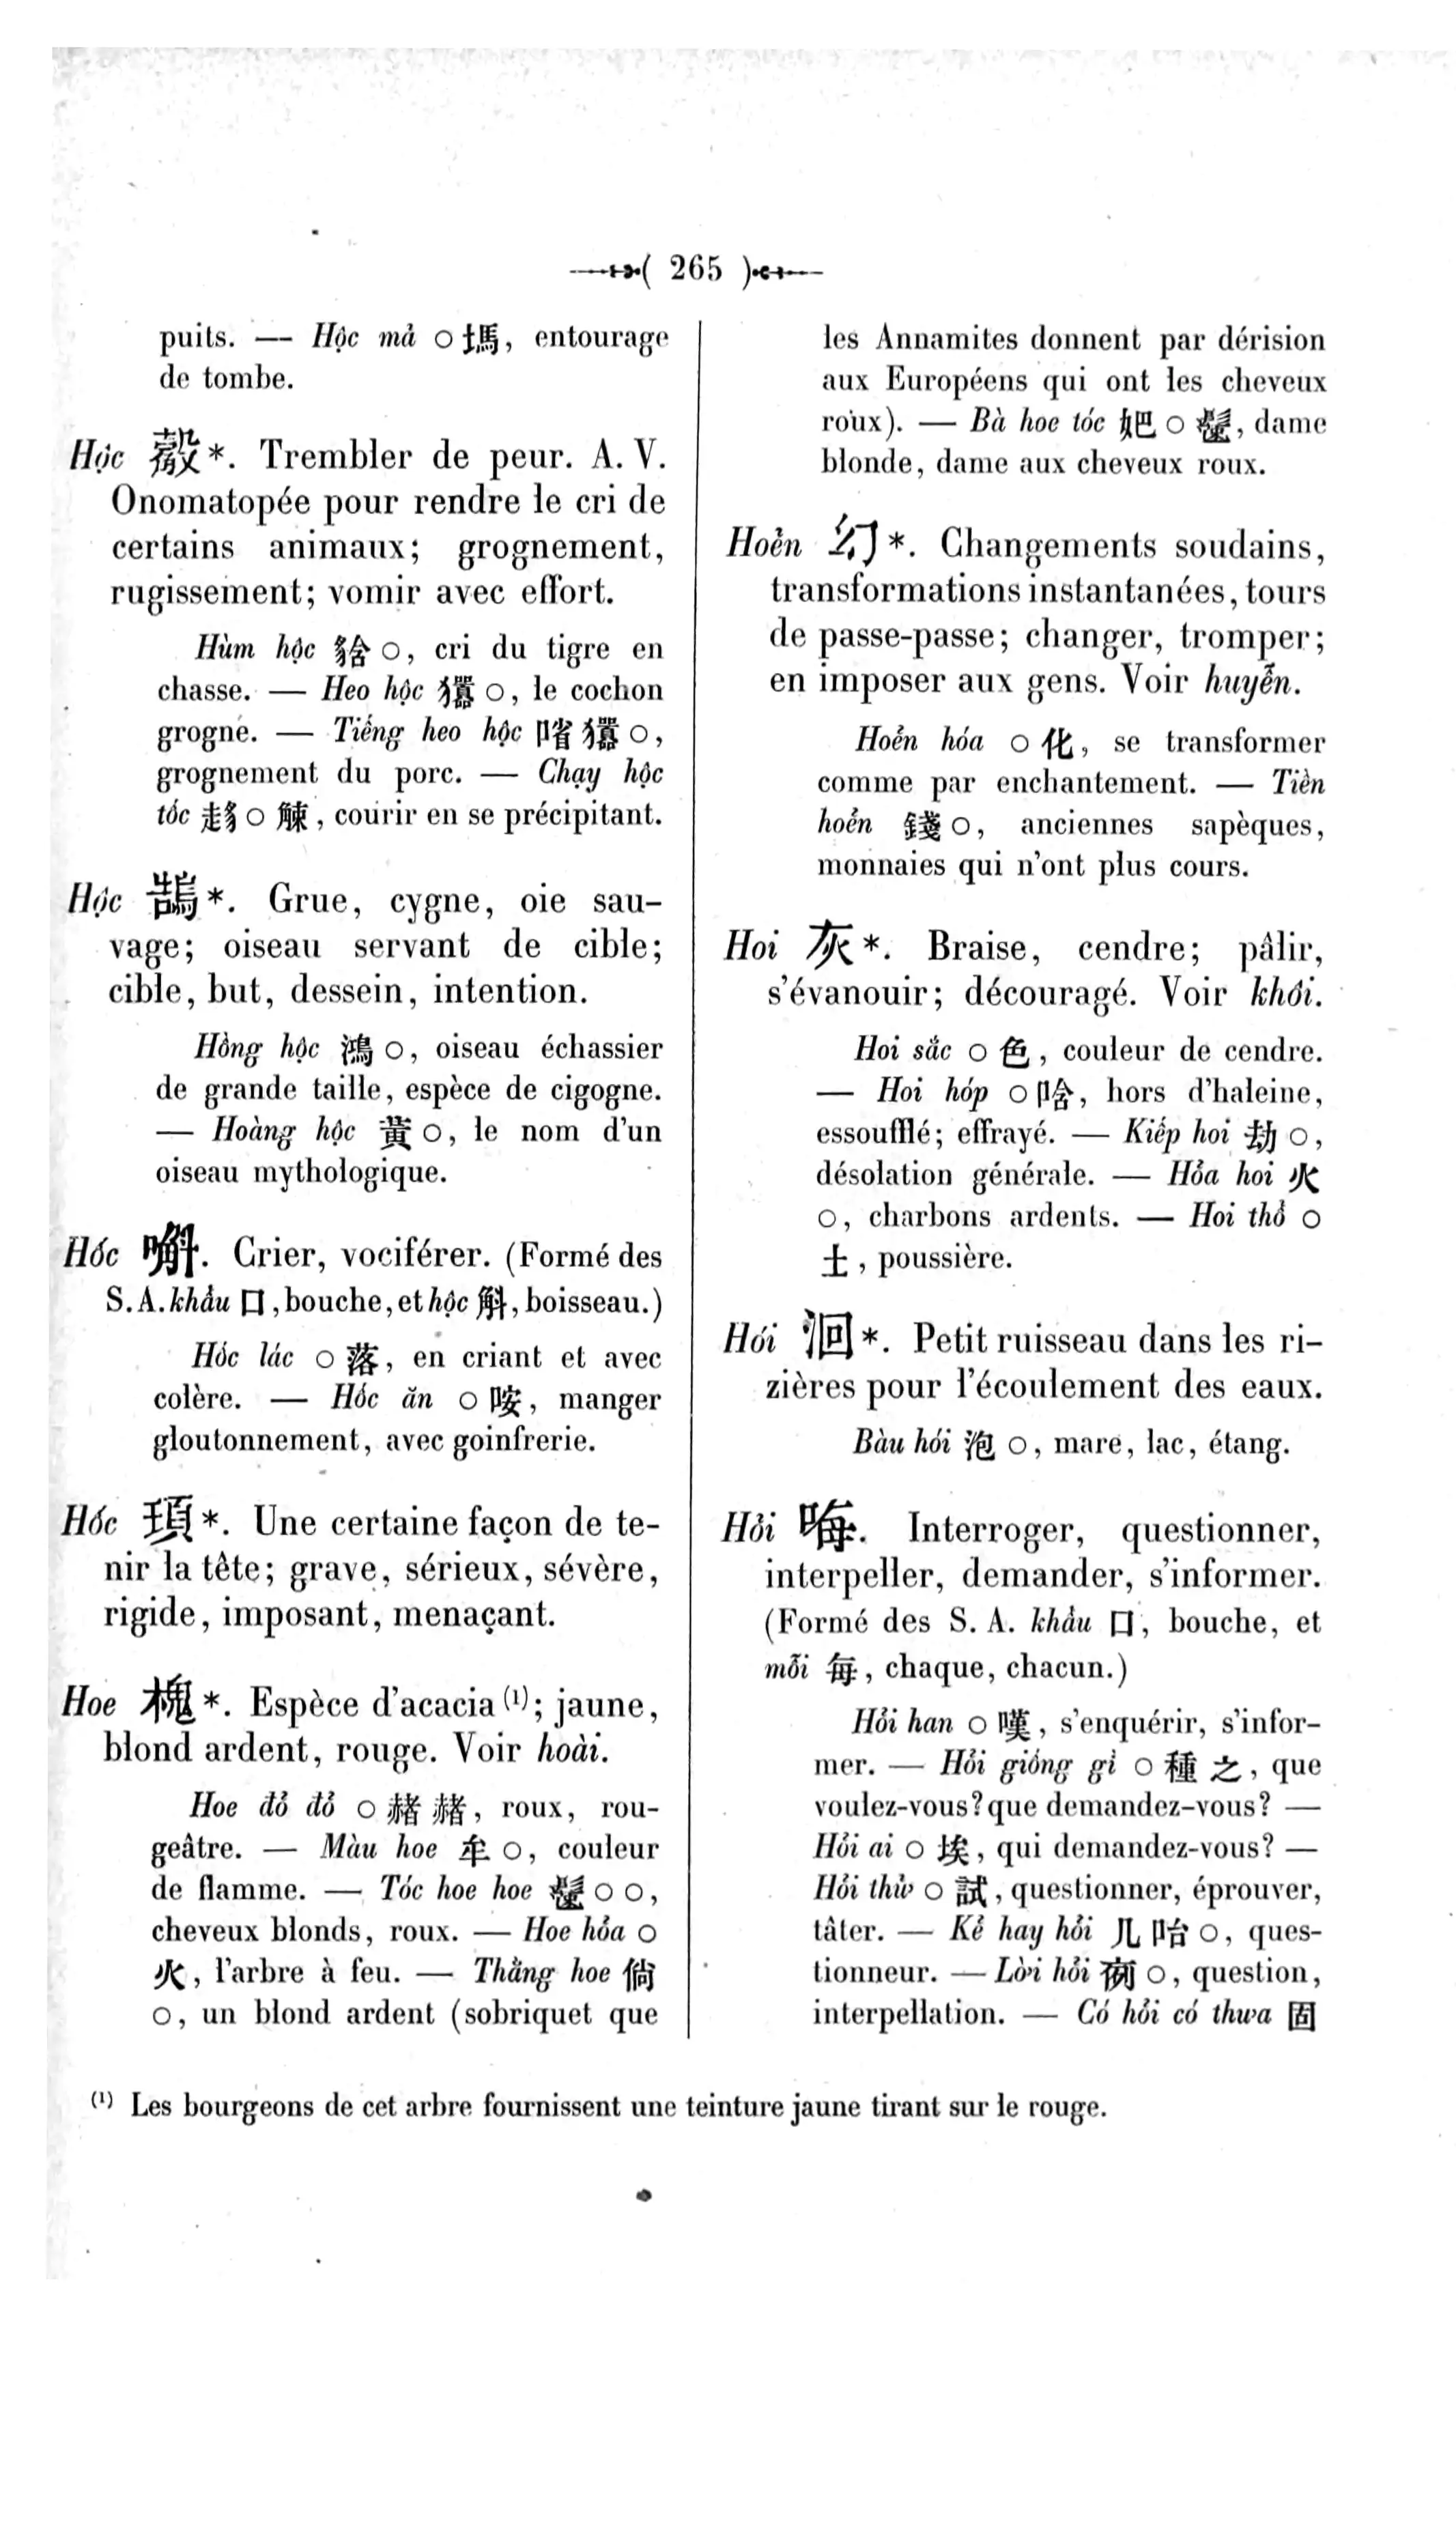 ( 265 )
puits. — Hộc mả ○ 塢, entourage
de tombe.
Hộc 觳*. Trembler de peur. A. V.
Onomatopée pour rendre le cri de
certains animaux; grognement,
rugissement; vomir avec effort.
Hùm hộc ○, cri du tigre en
chasse. — Heo hộc ○, le cochon
grogne. — Tiếng heo hộc ○,
grognement du porc. — Chạy hộc
tốc ○, courir en se précipitant.
Hộc 鵠*. Grue, cygne, oie sau-
vage; oiseau servant de cible;
cible, but, dessein, intention.
Hồng hộc 鴻 ○, oiseau échassier
de grande taille, espèce de cigogne.
— Hoàng hộc 黃 ○, le nom d'un
oiseau mythologique.
Hốc 嘝. Crier, vociférer. (Formé des
S. A. khẩu 口, bouche, et hộc 斛, boisseau.)
Hốc lác ○ 落, en criant et avec
colère. — Hốc ăn ○ 咹, manger
gloutonnement, avec goinfrerie.
Hốc 頊*. Une certaine façon de te-
nir la tête; grave, sérieux, sévère,
rigide, imposant, menaçant.
Hoe 槐*. Espèce d'acacia (1); jaune,
blond ardent, rouge. Voir hoài.
Hoe đỏ đỏ ○ 赭 赭, roux, rou-
geâtre. — Màu hoe 牟 ○, couleur
de flamme. — Tóc hoe hoe ○ ○,
cheveux blonds, roux. — Hoe hỏa ○
火, l'arbre à feu. — Thằng hoe 倘
○, un blond ardent (sobriquet que
les Annamites donnent par dérision
aux Européens qui ont les cheveux
roux). — Bà hoe tóc 妑 ○, dame
blonde, dame aux cheveux roux.
Hoển 幻*. Changements soudains,
transformations instantanées, tours
de passe-passe; changer, tromper;
en imposer aux gens. Voir huyễn.
Hoển hóa ○ 化, se transformer
comme par enchantement. — Tiền
hoển 錢 ○, anciennes sapèques,
monnaies qui n'ont plus cours.
Hoi 灰*. Braise, cendre; pâlir,
s'évanouir; découragé. Voir khôi.
Hoi sắc ○ 色, couleur de cendre.
— Hoi hóp ○ 哈, hors d'haleine,
essoufflé; effrayé. — Kiếp hoi 劫 ○,
désolation générale. — Hỏa hoi 火
○, charbons ardents. — Hoi thổ ○
土, poussière.
Hói 洄*. Petit ruisseau dans les ri-
zières pour l'écoulement des eaux.
Bàu hói 泡 ○, mare, lac, étang.
Hỏi 㖼. Interroger, questionner,
interpeller, demander, s'informer.
(Formé des S. A. khẩu 口, bouche, et
mỗi 每, chaque, chacun.)
Hỏi han ○ 嘆, s'enquérir, s'infor-
mer. — Hỏi giống gì ○ 種 之, que
voulez-vous? que demandez-vous? —
Hỏi ai ○ 埃, qui demandez-vous? —
Hỏi thử ○ 試, questionner, éprouver,
tâter. — Kẻ hay hỏi 几 咍 ○, ques-
tionneur. — Lời hỏi ○, question,
interpellation. — Có hỏi có thưa 固
(1) Les bourgeons de cet arbre fournissent une teinture jaune tirant sur le rouge.